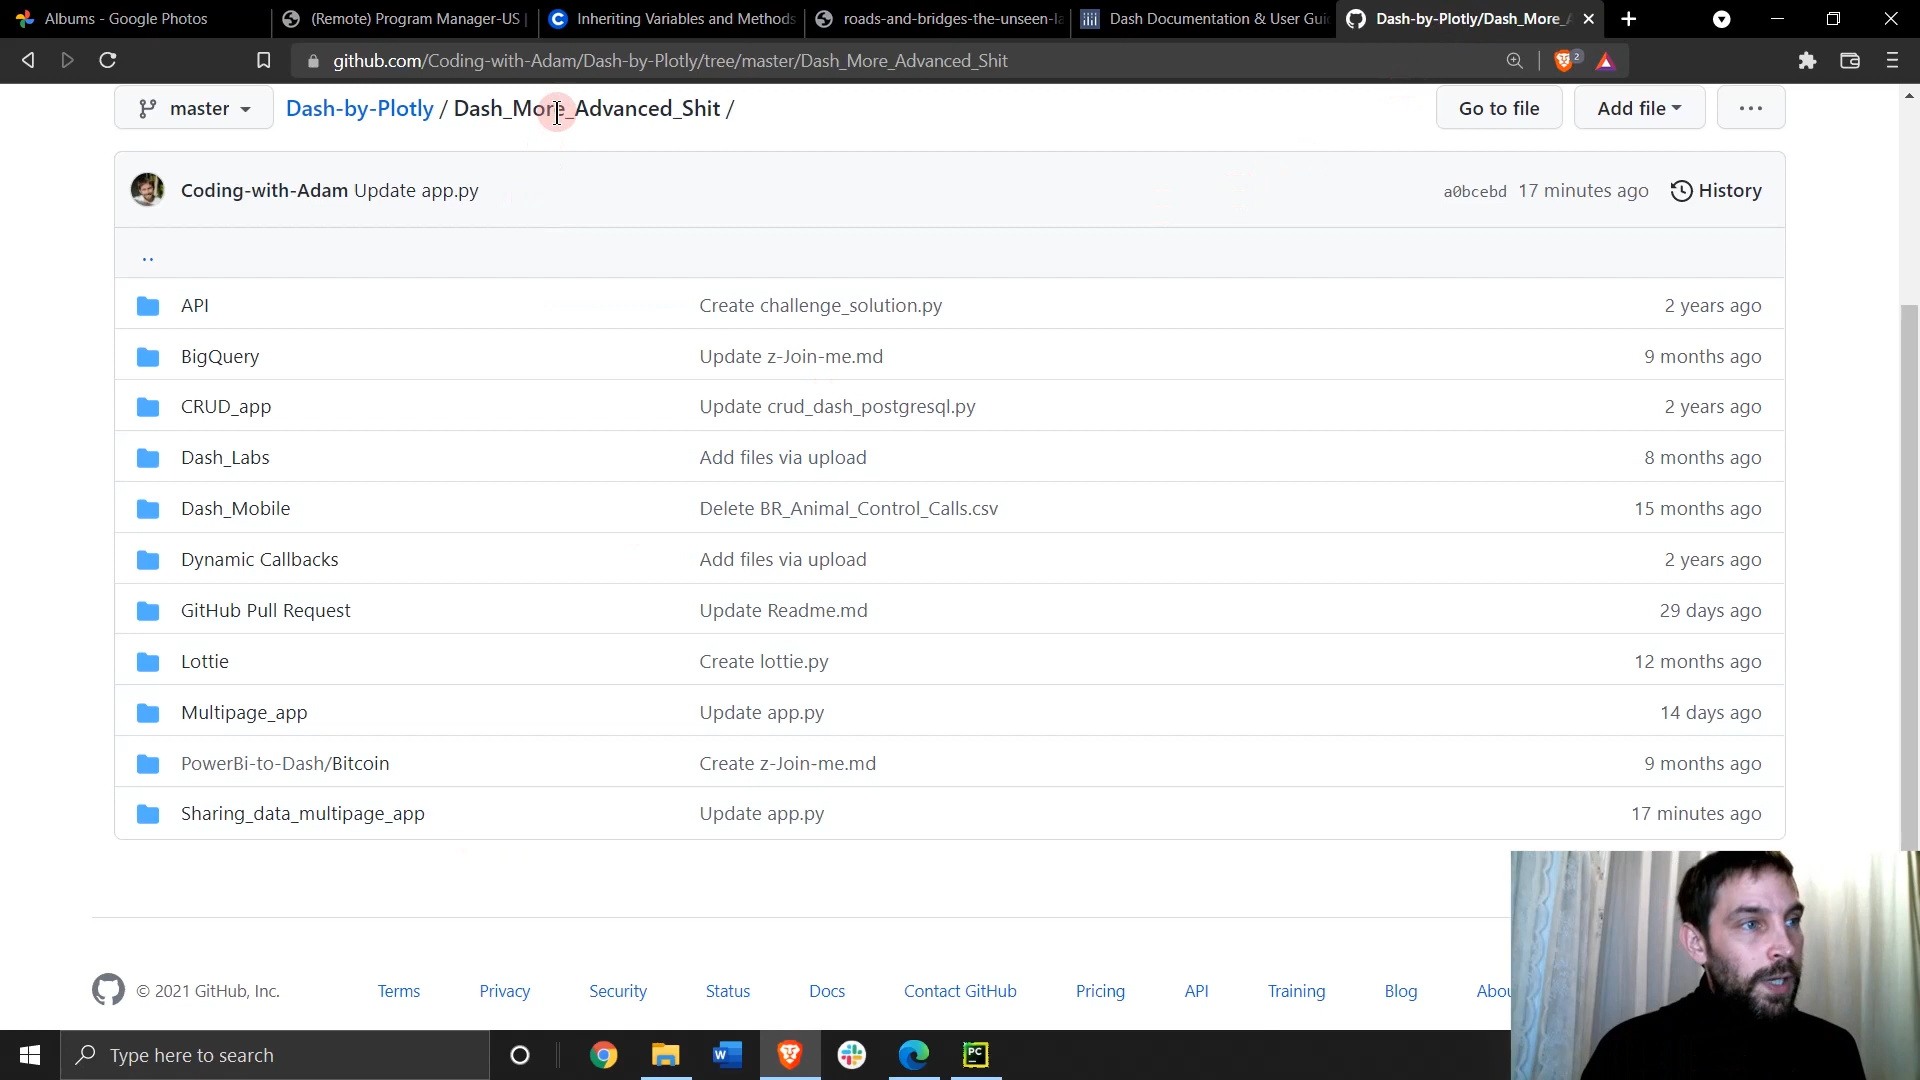 Albums - Google Photos
(Remote) Program Manager-US
Inheriting Variables and Methods
roads-and-bridges-the-unseen-la
Dash Documentation & User Gui
Dash-by-Plotly/Dash_More_A
github.com/Coding-with-Adam/Dash-by-Plotly/tree/master/Dash_More_Advanced_Shit
2
master
Dash-by-Plotly / Dash_More_Advanced_Shit /
Go to file
Add file
...
Coding-with-Adam Update app.py
a0bcebd 17 minutes ago
History
..
API Create challenge_solution.py 2 years ago
BigQuery Update z-Join-me.md 9 months ago
CRUD_app Update crud_dash_postgresql.py 2 years ago
Dash_Labs Add files via upload 8 months ago
Dash_Mobile Delete BR_Animal_Control_Calls.csv 15 months ago
Dynamic Callbacks Add files via upload 2 years ago
GitHub Pull Request Update Readme.md 29 days ago
Lottie Create lottie.py 12 months ago
Multipage_app Update app.py 14 days ago
PowerBi-to-Dash/Bitcoin Create z-Join-me.md 9 months ago
Sharing_data_multipage_app Update app.py 17 minutes ago
© 2021 GitHub, Inc.
Terms
Privacy
Security
Status
Docs
Contact GitHub
Pricing
API
Training
Blog
Abou
Type here to search
W
PC